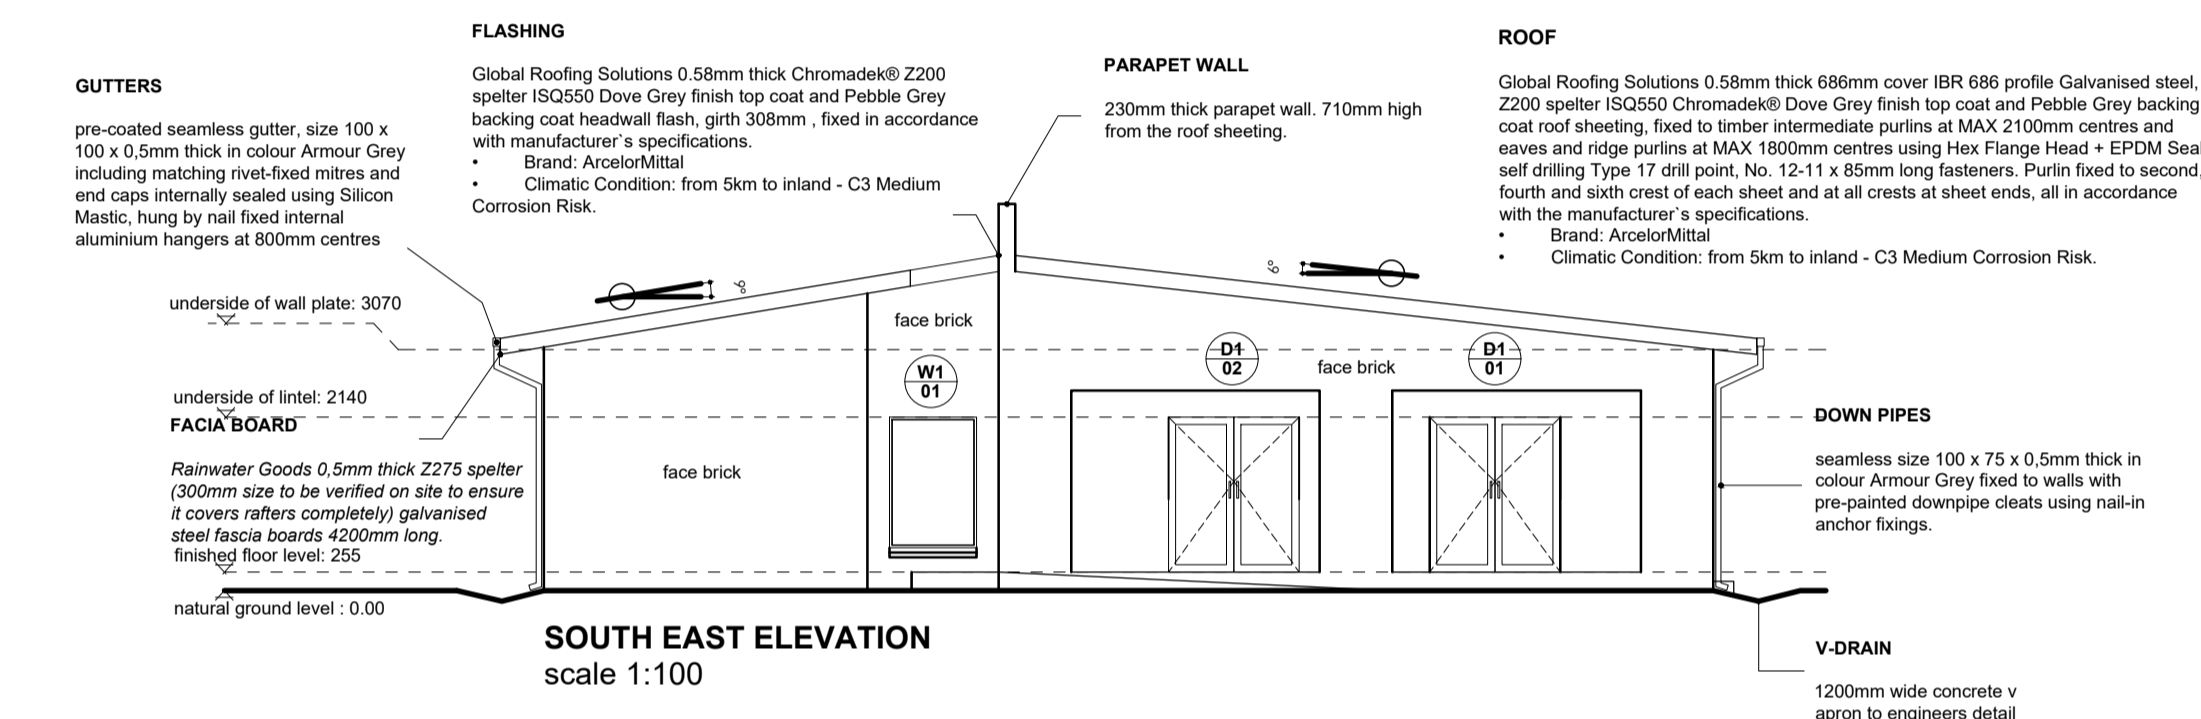 FLASHING
Global Roofing Solutions 0.58mm thick Chromadek® Z200
spelter ISQ550 Dove Grey finish top coat and Pebble Grey
backing coat headwall flash, girth 308mm , fixed in accordance
with manufacturer`s specifications.
• Brand: ArcelorMittal
• Climatic Condition: from 5km to inland - C3 Medium
Corrosion Risk.
GUTTERS
pre-coated seamless gutter, size 100 x
100 x 0,5mm thick in colour Armour Grey
including matching rivet-fixed mitres and
end caps internally sealed using Silicon
Mastic, hung by nail fixed internal
aluminium hangers at 800mm centres
PARAPET WALL
230mm thick parapet wall. 710mm high
from the roof sheeting.
ROOF
Global Roofing Solutions 0.58mm thick 686mm cover IBR 686 profile Galvanised steel,
Z200 spelter ISQ550 Chromadek® Dove Grey finish top coat and Pebble Grey backing
coat roof sheeting, fixed to timber intermediate purlins at MAX 2100mm centres and
eaves and ridge purlins at MAX 1800mm centres using Hex Flange Head + EPDM Seal
self drilling Type 17 drill point, No. 12-11 x 85mm long fasteners. Purlin fixed to second,
fourth and sixth crest of each sheet and at all crests at sheet ends, all in accordance
with the manufacturer`s specifications.
• Brand: ArcelorMittal
• Climatic Condition: from 5km to inland - C3 Medium Corrosion Risk.
6°
underside of wall plate: 3070
face brick
D1
02
face brick
D1
01
W1
01
underside of lintel: 2140
FACIA BOARD
Rainwater Goods 0,5mm thick Z275 spelter
(300mm size to be verified on site to ensure
it covers rafters completely) galvanised
steel fascia boards 4200mm long.
face brick
DOWN PIPES
seamless size 100 x 75 x 0,5mm thick in
colour Armour Grey fixed to walls with
pre-painted downpipe cleats using nail-in
anchor fixings.
finished floor level: 255
natural ground level : 0.00
SOUTH EAST ELEVATION
scale 1:100
V-DRAIN
1200mm wide concrete v
apron to engineers detail